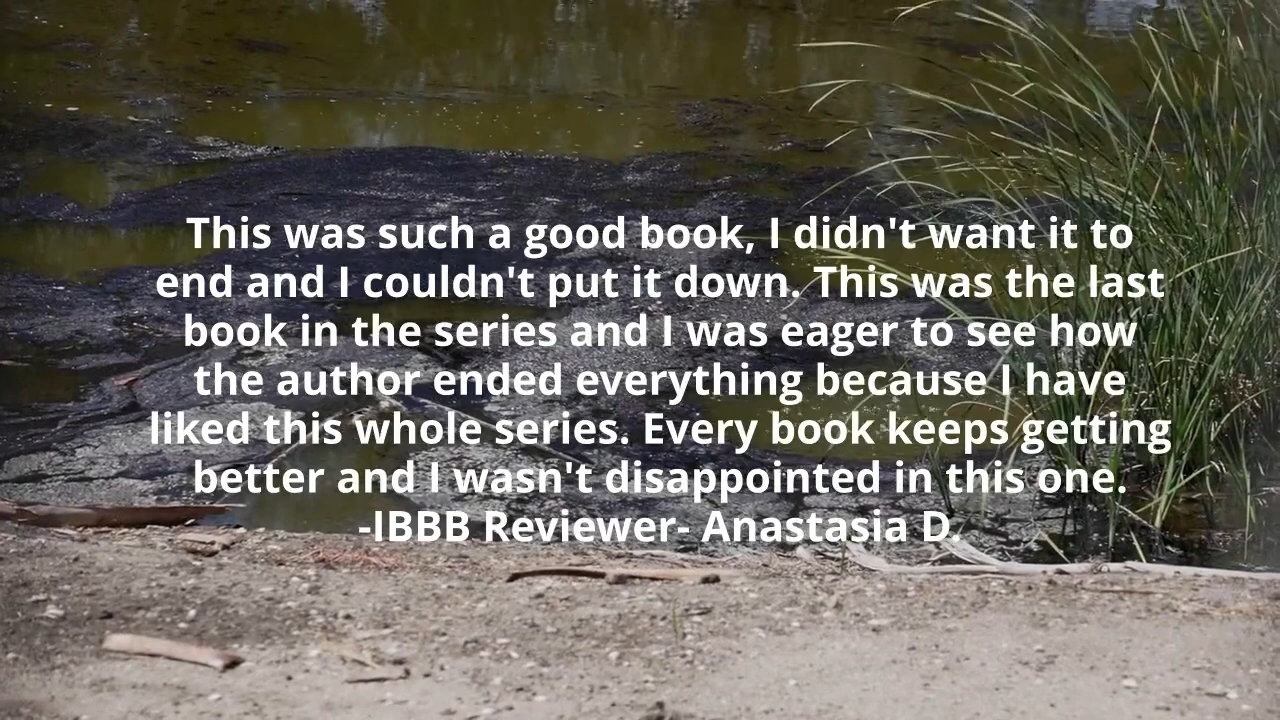 This was such a good book, I didn't want it to
end and I couldn't put it down. This was the last
book in the series and I was eager to see how
the author ended everything because I have
liked this whole series. Every book keeps getting
better and I wasn't disappointed in this one.
-IBBB Reviewer- Anastasia D.